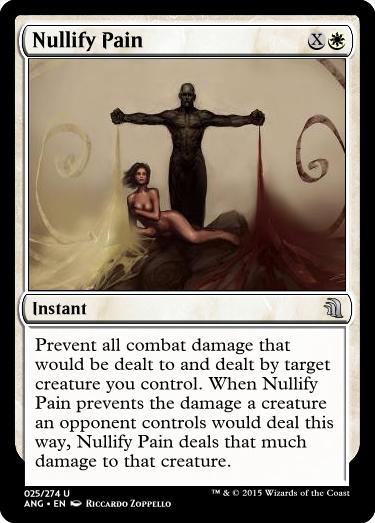 Nullify Pain X
Instant
Prevent all combat damage that
would be dealt to and dealt by target
creature you control. When Nullify
Pain prevents the damage a creature
an opponent controls would deal this
way, Nullify Pain deals that much
damage to that creature.
025/274 U
ANG • EN Riccardo Zoppello ™ & © 2015 Wizards of the Coast